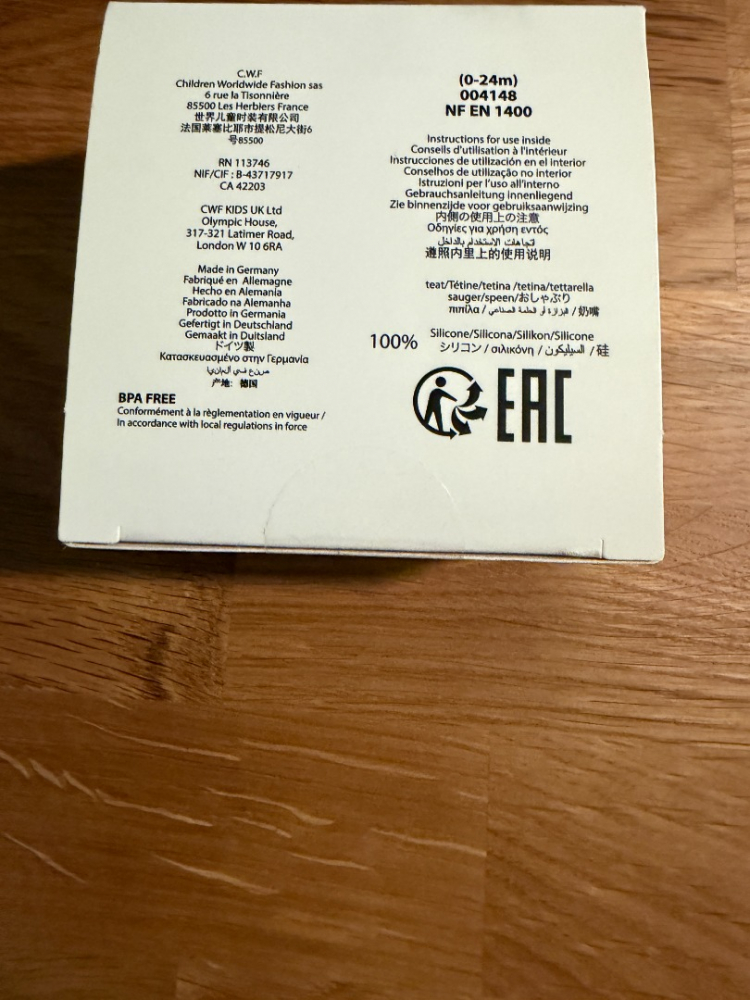 C.W.F
Children Worldwide Fashion sas
6 rue la Tisonnière
85500 Les Herbiers France
世界儿童时装有限公司
法国莱塞比耶市提松尼大街6
号85500
RN 113746
NIF/CIF : B-43717917
CA 42203
CWF KIDS UK Ltd
Olympic House,
317-321 Latimer Road,
London W 10 6RA
Made in Germany
Fabriqué en Allemagne
Hecho en Alemania
Fabricado na Alemanha
Prodotto in Germania
Gefertigt in Deutschland
Gemaakt in Duitsland
ドイツ製
Κατασκευασμένο στην Γερμανία
产地: 德国
BPA FREE
Conformément à la règlementation en vigueur /
In accordance with local regulations in force
(0-24m)
004148
NF EN 1400
Instructions for use inside
Conseils d'utilisation à l'intérieur
Instrucciones de utilización en el interior
Conselhos de utilização no interior
Istruzioni per l'uso all'interno
Gebrauchsanleitung innenliegend
Zie binnenzijde voor gebruiksaanwijzing
内側の使用上の注意
Οδηγίες για χρήση εντός
اتجاهات الاستخدام بالداخل
遵照内里上的使用说明
teat/Tétine/tetina /tetina/tettarella
sauger/speen/おしゃぶり
πιπίλα / البزازة أو الحلمة الصناعي / 奶嘴
100% Silicone/Silicona/Silikon/Silicone
シリコン / σιλικόνη / السيليكون / 硅
EAC